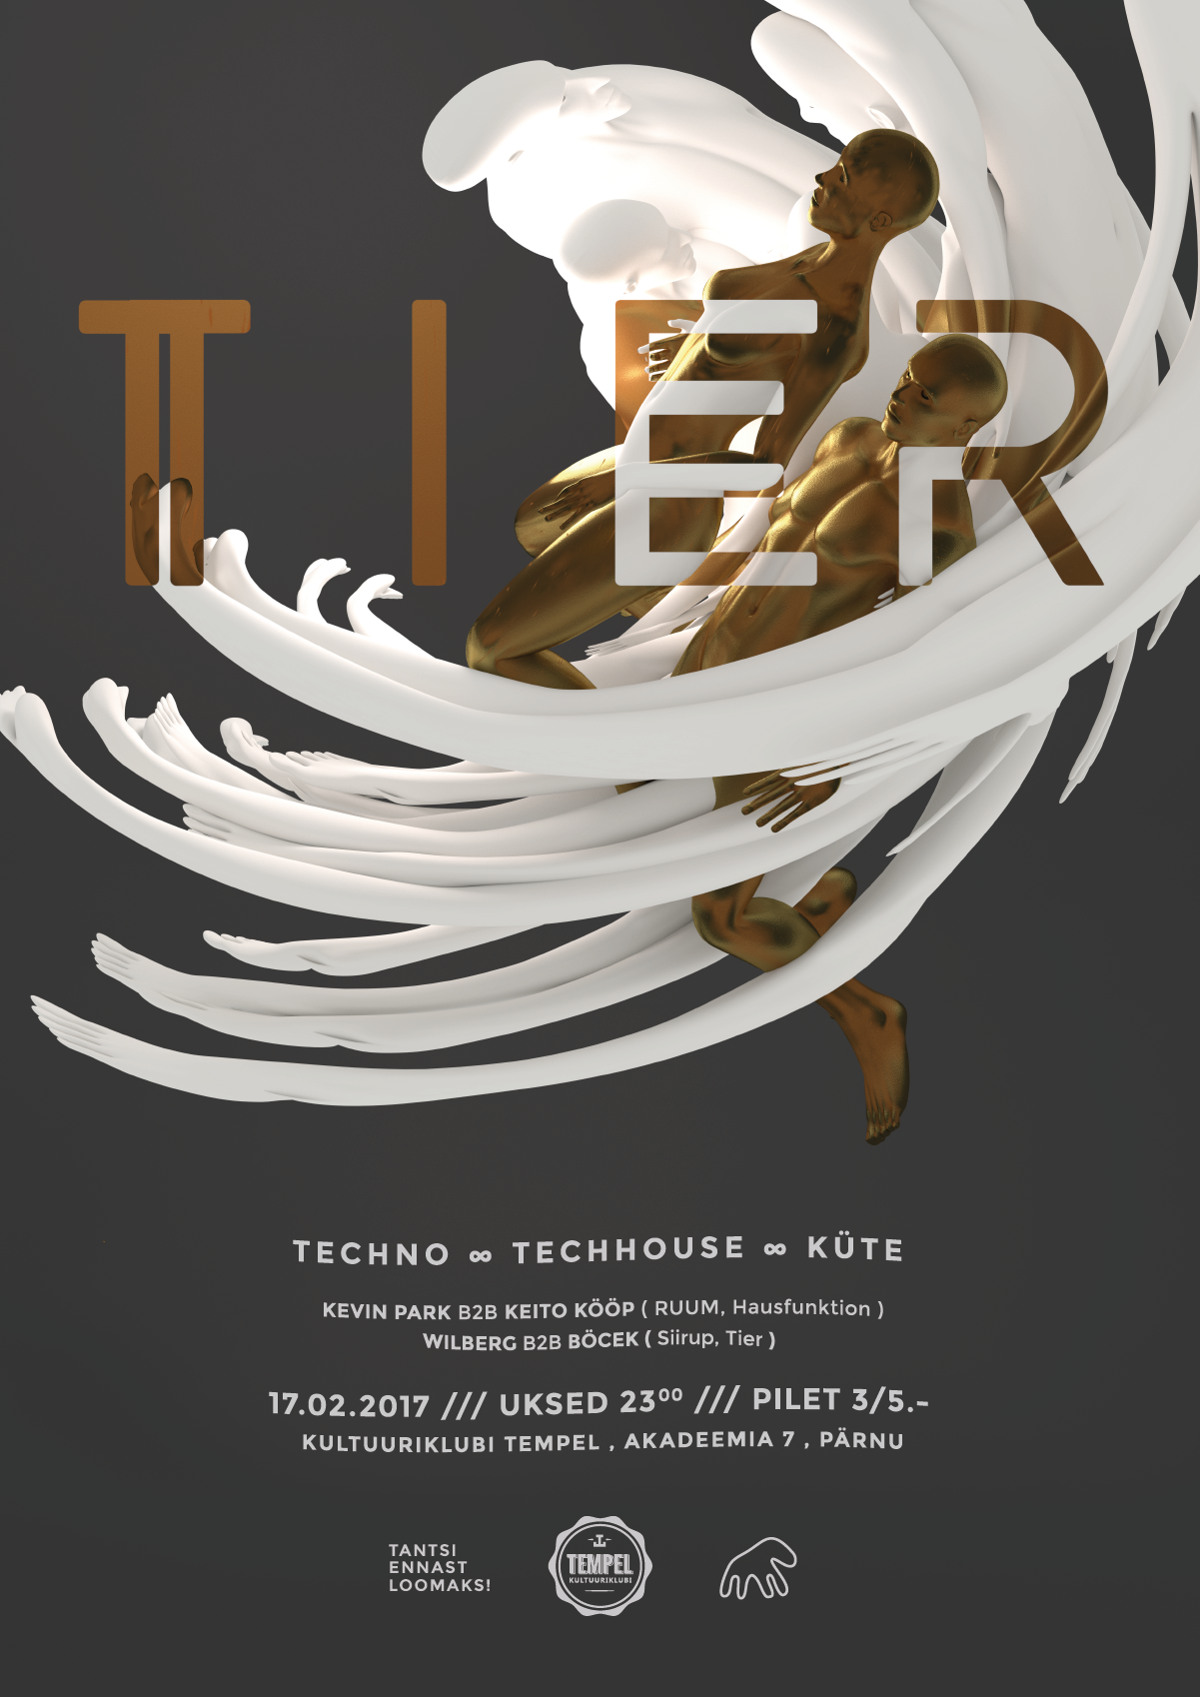 TIER
TECHNO ∞ TECHHOUSE ∞ KÜTE
KEVIN PARK B2B KEITO KÖÖP ( RUUM, Hausfunktion )
WILBERG B2B BÖCEK ( Siirup, Tier )
17.02.2017 /// UKSED 23⁰⁰ /// PILET 3/5.-
KULTUURIKLUBI TEMPEL , AKADEEMIA 7 , PÄRNU
TANTSI
ENNAST
LOOMAKS!
T
TEMPEL
KULTUURIKLUBI